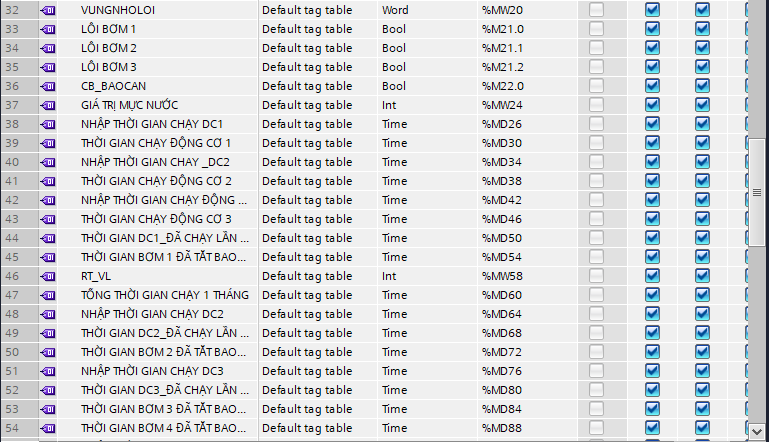 32 VUNGNHOLOI Default tag table Word %MW20
33 LỖI BƠM 1 Default tag table Bool %M21.0
34 LỖI BƠM 2 Default tag table Bool %M21.1
35 LỖI BƠM 3 Default tag table Bool %M21.2
36 CB_BAOCAN Default tag table Bool %M22.0
37 GIÁ TRỊ MỰC NƯỚC Default tag table Int %MW24
38 NHẬP THỜI GIAN CHẠY DC1 Default tag table Time %MD26
39 THỜI GIAN CHẠY ĐỘNG CƠ 1 Default tag table Time %MD30
40 NHẬP THỜI GIAN CHAY _DC2 Default tag table Time %MD34
41 THỜI GIAN CHẠY ĐỘNG CƠ 2 Default tag table Time %MD38
42 NHẬP THỜI GIAN CHẠY ĐỘNG ... Default tag table Time %MD42
43 THỜI GIAN CHẠY ĐỘNG CƠ 3 Default tag table Time %MD46
44 THỜI GIAN DC1_ĐÃ CHẠY LẦN ... Default tag table Time %MD50
45 THỜI GIAN BƠM 1 ĐÃ TẮT BAO... Default tag table Time %MD54
46 RT_VL Default tag table Int %MW58
47 TỔNG THỜI GIAN CHẠY 1 THÁNG Default tag table Time %MD60
48 NHẬP THỜI GIAN CHẠY DC2 Default tag table Time %MD64
49 THỜI GIAN DC2_ĐÃ CHẠY LẦN ... Default tag table Time %MD68
50 THỜI GIAN BƠM 2 ĐÃ TẮT BAO... Default tag table Time %MD72
51 NHẬP THỜI GIAN CHẠY DC3 Default tag table Time %MD76
52 THỜI GIAN DC3_ĐÃ CHẠY LẦN ... Default tag table Time %MD80
53 THỜI GIAN BƠM 3 ĐÃ TẮT BAO... Default tag table Time %MD84
54 THỜI GIAN BƠM 4 ĐÃ TẮT BAO... Default tag table Time %MD88